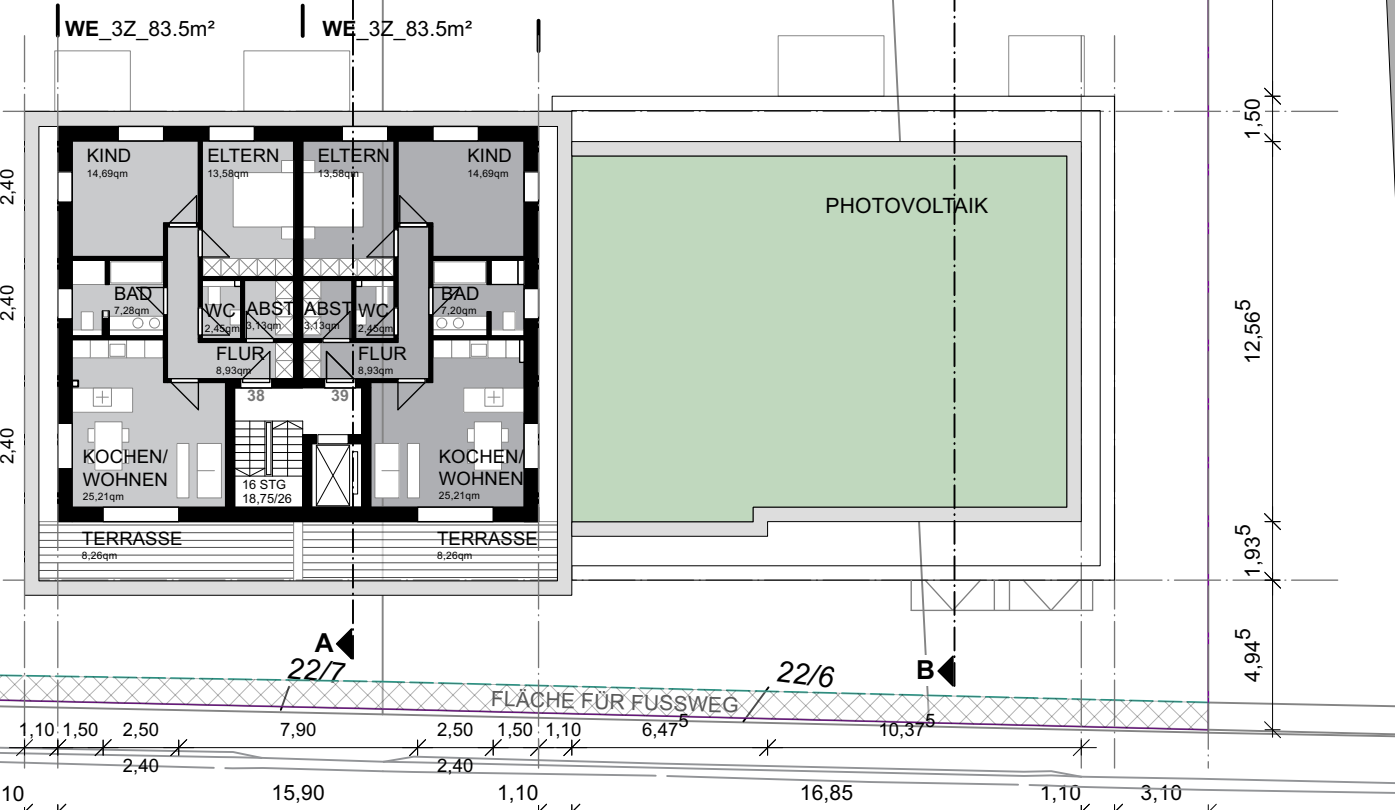 WE_3Z_83.5m²
WE_3Z_83.5m²
KIND
14,69qm
ELTERN
13,58qm
ELTERN
13,58qm
KIND
14,69qm
PHOTOVOLTAIK
1,50
2,40
2,40
2,40
BAD
7,28qm
WC
2,45qm
ABST
3,13qm
ABST
3,13qm
WC
2,45qm
BAD
7,20qm
12,56⁵
FLUR
8,93qm
FLUR
8,93qm
38
39
KOCHEN/
WOHNEN
25,21qm
16 STG
18,75/26
KOCHEN/
WOHNEN
25,21qm
TERRASSE
8,26qm
TERRASSE
8,26qm
1,93⁵
A
B
4,94⁵
22/7
22/6
FLÄCHE FÜR FUSSWEG
1,10 1,50 2,50 7,90 2,50 1,50 1,10 6,47⁵ 10,37⁵
2,40 2,40
10 15,90 1,10 16,85 1,10 3,10